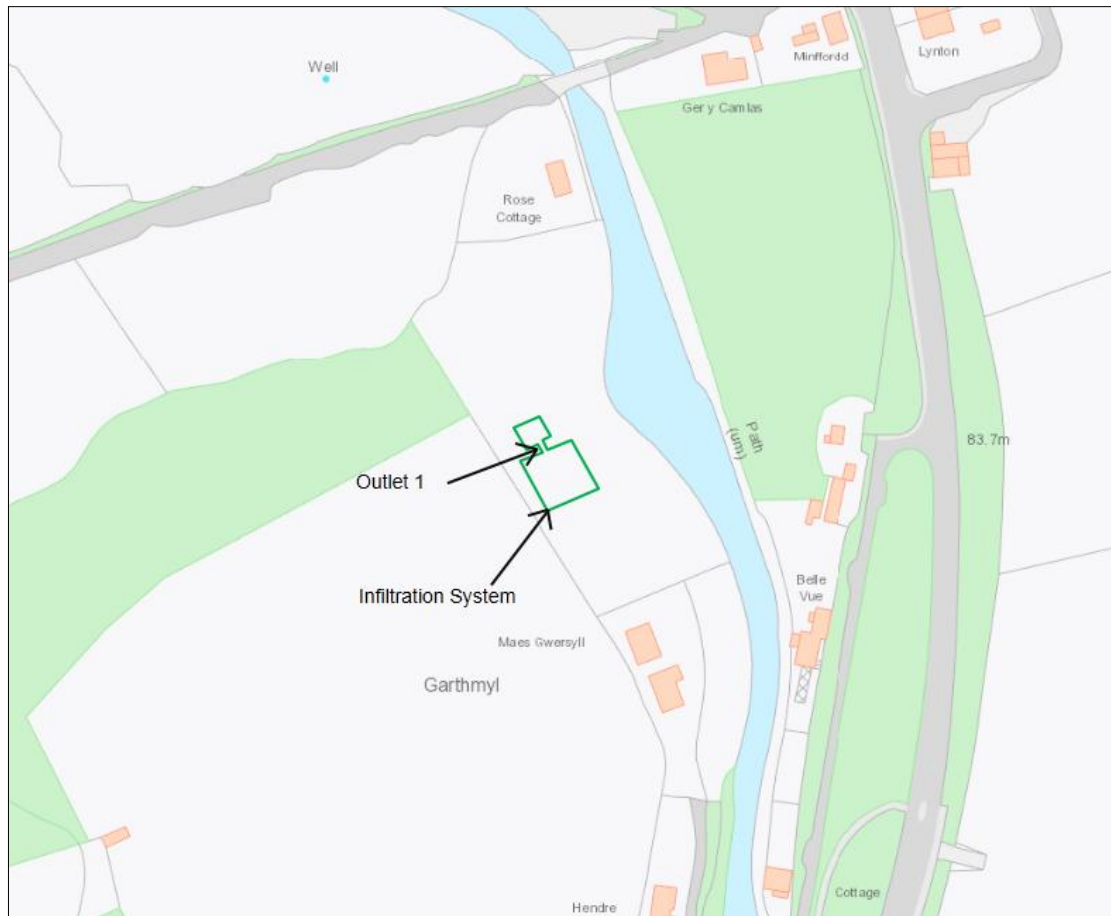 Well
Minffordd
Lynton
Ger y Camlas
Rose
Cottage
Path
(um)
83.7m
Outlet 1
Infiltration System
Belle
Vue
Maes Gwersyll
Garthmyl
Cottage
Hendre